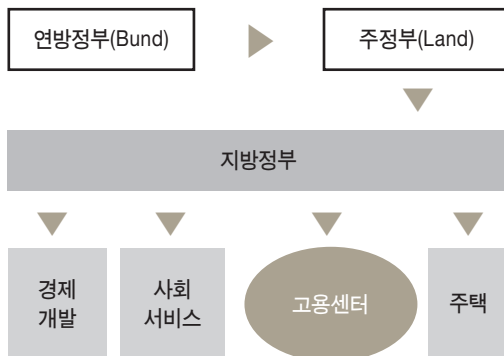 연방정부(Bund)
주정부(Land)
지방정부
경제
개발
사회
서비스
고용센터
주택